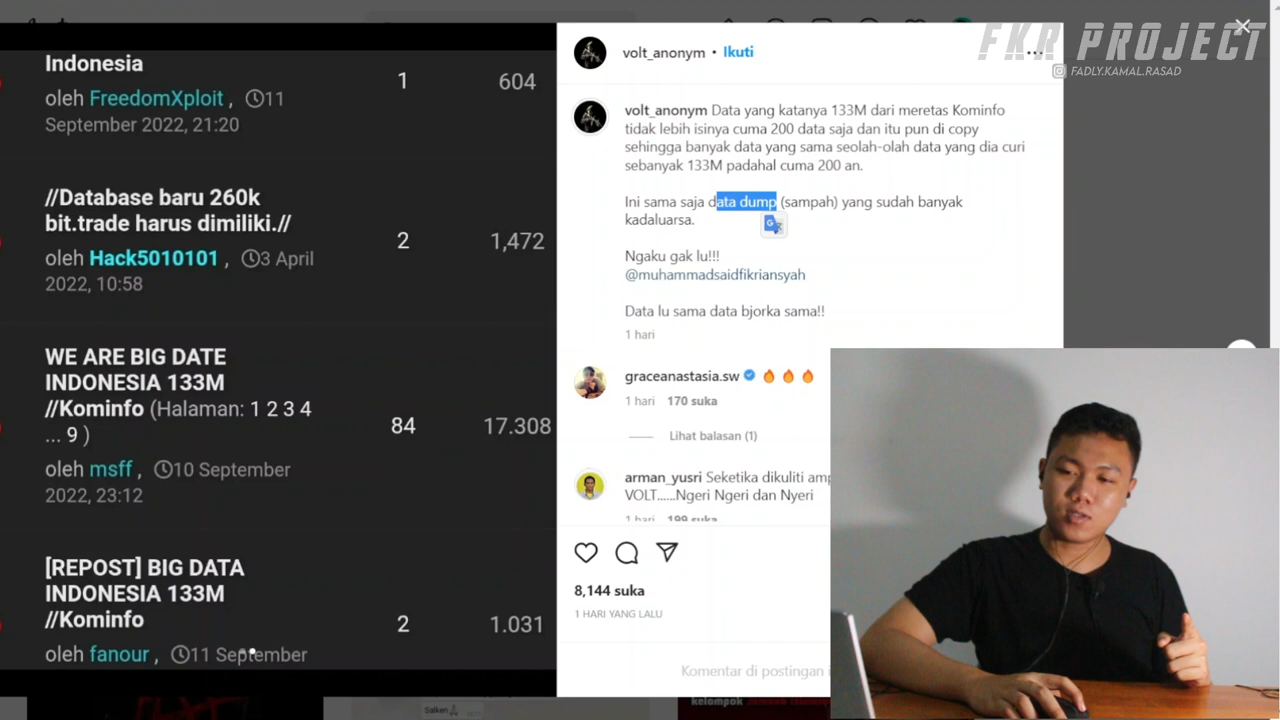 Indonesia
oleh FreedomXploit , 11
September 2022, 21:20
1
604
//Database baru 260k
bit.trade harus dimiliki.//
oleh Hack5010101 , 3 April
2022, 10:58
2
1,472
WE ARE BIG DATE
INDONESIA 133M
//Kominfo (Halaman: 1 2 3 4
... 9 )
oleh msff , 10 September
2022, 23:12
84
17.308
[REPOST] BIG DATA
INDONESIA 133M
//Kominfo
oleh fanour , 11 September
2
1.031
volt_anonym • Ikuti
FKR PROJECT
FADLY.KAMAL.RASAD
volt_anonym Data yang katanya 133M dari meretas Kominfo
tidak lebih isinya cuma 200 data saja dan itu pun di copy
sehingga banyak data yang sama seolah-olah data yang dia curi
sebanyak 133M padahal cuma 200 an.
Ini sama saja data dump (sampah) yang sudah banyak
kadaluarsa.
Ngaku gak lu!!!
@muhammadsaidfikriansyah
Data lu sama data bjorka sama!!
1 hari
graceanastasia.sw 🔥 🔥 🔥
1 hari 170 suka
Lihat balasan (1)
arman_yusri Seketika dikuliti amp
VOLT......Ngeri Ngeri dan Nyeri
1 hari 199 suka
8,144 suka
1 HARI YANG LALU
Komentar di postingan i
Salken
kelompok